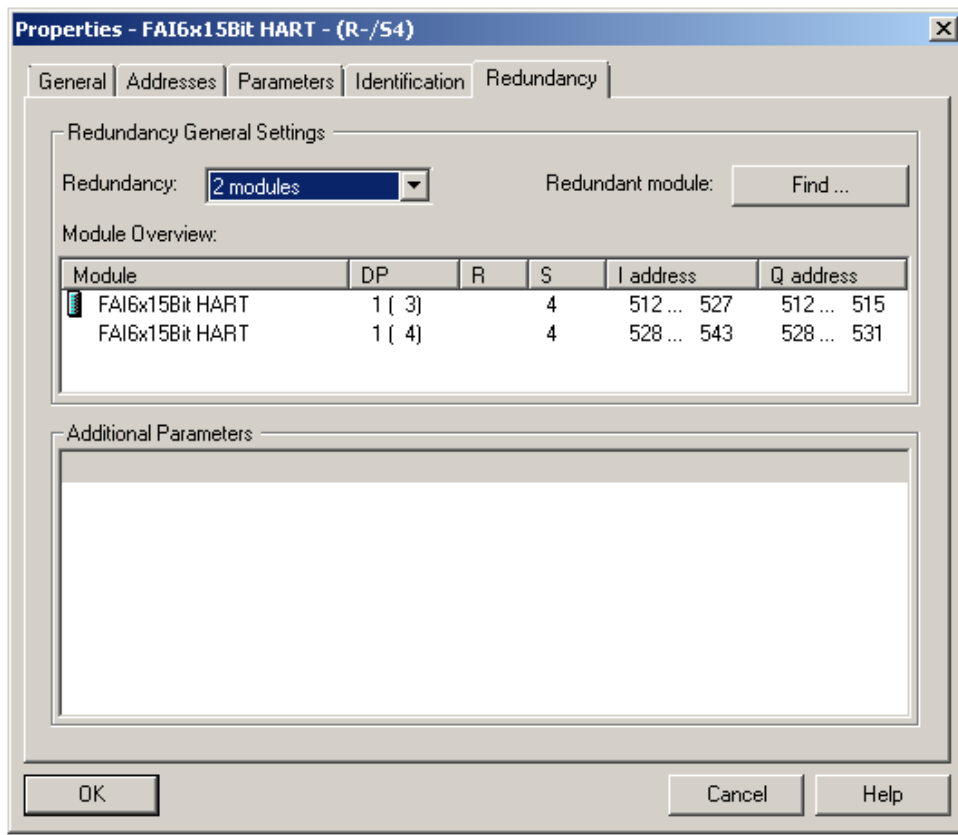 Properties - FAI6x15Bit HART - (R-/S4)
General Addresses Parameters Identification Redundancy
Redundancy General Settings
Redundancy: 2 modules Redundant module: Find ...
Module Overview:
Module DP R S I address Q address
FAI6x15Bit HART 1 ( 3) 4 512 ... 527 512 ... 515
FAI6x15Bit HART 1 ( 4) 4 528 ... 543 528 ... 531
Additional Parameters
OK Cancel Help